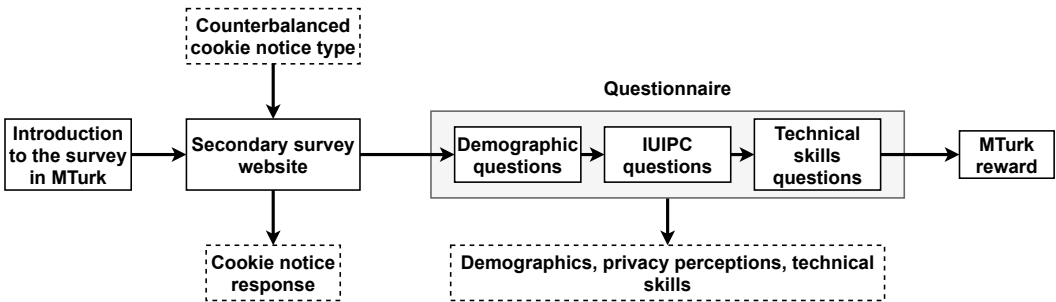 Counterbalanced
cookie notice type
Questionnaire
Introduction
to the survey
in MTurk
Secondary survey
website
Demographic
questions
IUIPC
questions
Technical
skills
questions
MTurk
reward
Cookie notice
response
Demographics, privacy perceptions, technical
skills